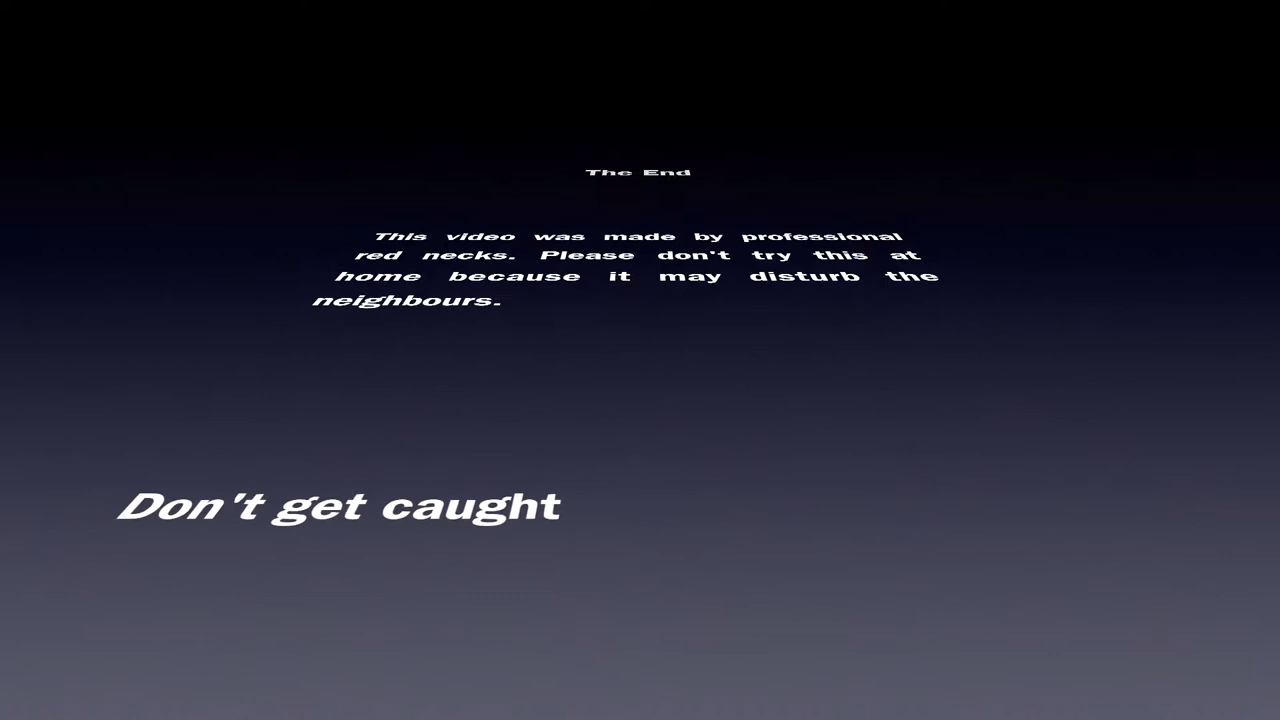 The End
This video was made by professional
red necks. Please don't try this at
home because it may disturb the
neighbours.
Don't get caught